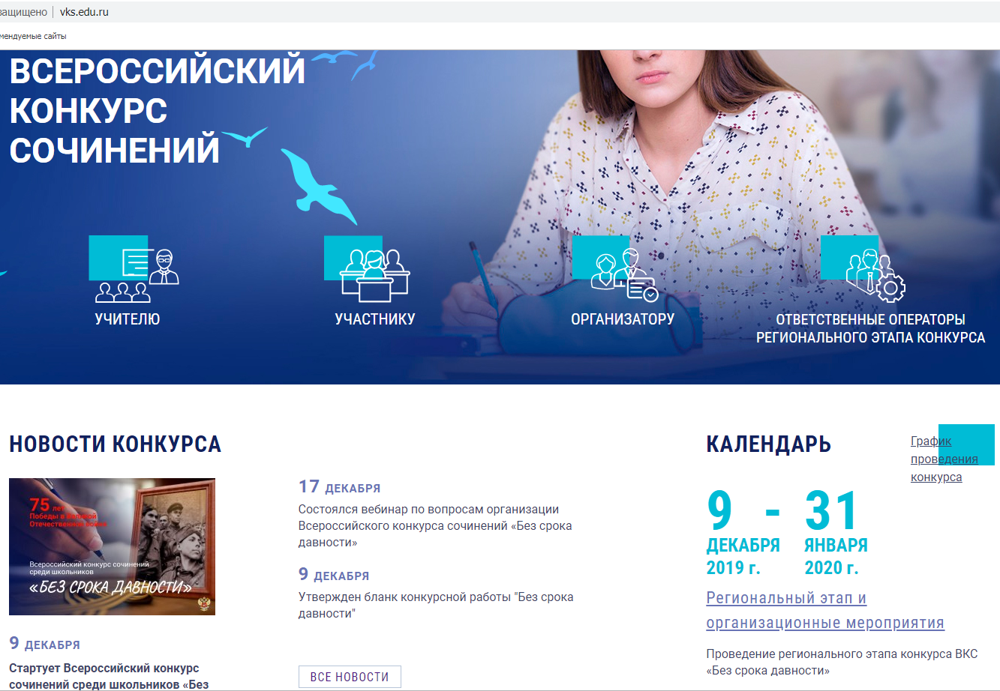 защищено | vks.edu.ru
мендуемые сайты
ВСЕРОССИЙСКИЙ
КОНКУРС
СОЧИНЕНИЙ
УЧИТЕЛЮ
УЧАСТНИКУ
ОРГАНИЗАТОРУ
ОТВЕТСТВЕННЫЕ ОПЕРАТОРЫ
РЕГИОНАЛЬНОГО ЭТАПА КОНКУРСА
НОВОСТИ КОНКУРСА
75 лет
Победы в Великой
Отечественной войне
Всероссийский конкурс сочинений
среди школьников
«БЕЗ СРОКА ДАВНОСТИ»
9 ДЕКАБРЯ
Стартует Всероссийский конкурс
сочинений среди школьников «Без
17 ДЕКАБРЯ
Состоялся вебинар по вопросам организации
Всероссийского конкурса сочинений «Без срока
давности»
9 ДЕКАБРЯ
Утвержден бланк конкурсной работы "Без срока
давности"
ВСЕ НОВОСТИ
КАЛЕНДАРЬ
График
проведения
конкурса
9 - 31
ДЕКАБРЯ ЯНВАРЯ
2019 г. 2020 г.
Региональный этап и
организационные мероприятия
Проведение регионального этапа конкурса ВКС
«Без срока давности»